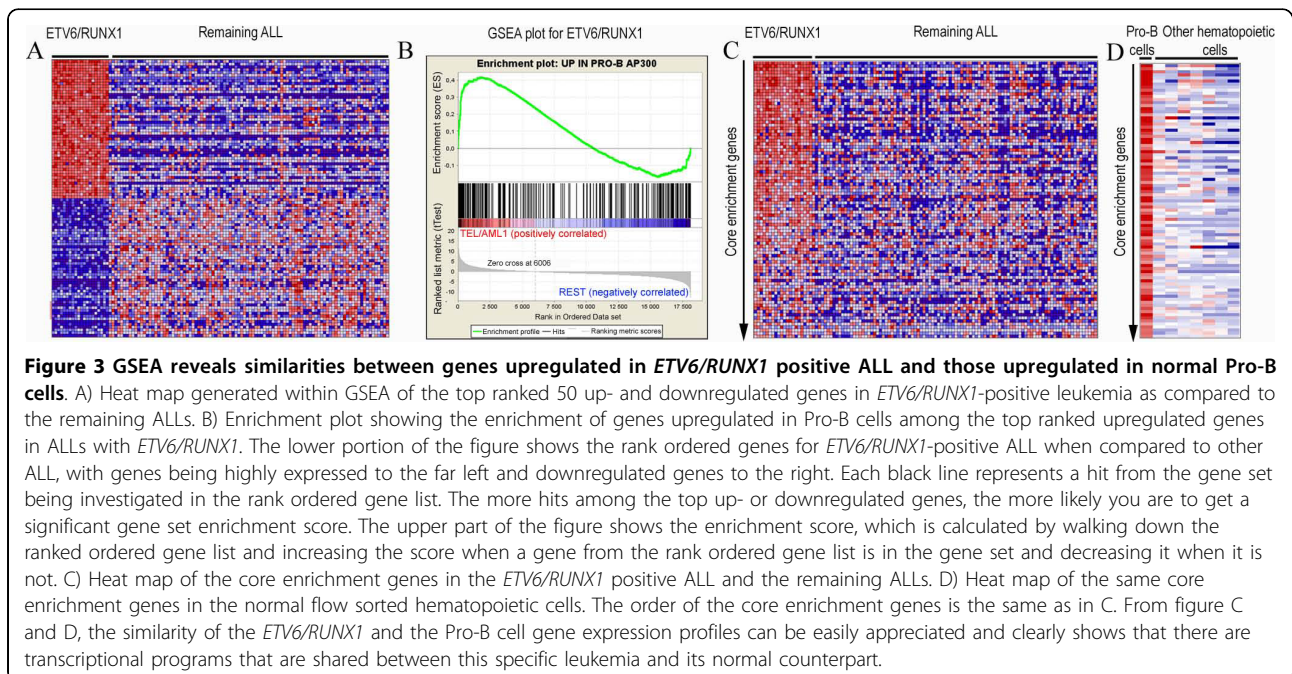 A
ETV6/RUNX1
Remaining ALL
B
GSEA plot for ETV6/RUNX1
Enrichment plot: UP IN PRO-B AP300
Enrichment score (ES)
0,4
0,3
0,2
0,1
0,0
-0,1
TEL/AML1 (positively correlated)
Ranked list metric (tTest)
20
15
10
5
0
-5
-10
Zero cross at 6006
REST (negatively correlated)
0
2 500
5 000
7 500
10 000
12 500
15 000
17 500
Rank in Ordered Data set
Enrichment profile
Hits
Ranking metric scores
C
ETV6/RUNX1
Remaining ALL
Core enrichment genes
D
Pro-B Other hematopoietic
cells
cells
Core enrichment genes
Figure 3 GSEA reveals similarities between genes upregulated in ETV6/RUNX1 positive ALL and those upregulated in normal Pro-B
cells. A) Heat map generated within GSEA of the top ranked 50 up- and downregulated genes in ETV6/RUNX1-positive leukemia as compared to
the remaining ALLs. B) Enrichment plot showing the enrichment of genes upregulated in Pro-B cells among the top ranked upregulated genes
in ALLs with ETV6/RUNX1. The lower portion of the figure shows the rank ordered genes for ETV6/RUNX1-positive ALL when compared to other
ALL, with genes being highly expressed to the far left and downregulated genes to the right. Each black line represents a hit from the gene set
being investigated in the rank ordered gene list. The more hits among the top up- or downregulated genes, the more likely you are to get a
significant gene set enrichment score. The upper part of the figure shows the enrichment score, which is calculated by walking down the
ranked ordered gene list and increasing the score when a gene from the rank ordered gene list is in the gene set and decreasing it when it is
not. C) Heat map of the core enrichment genes in the ETV6/RUNX1 positive ALL and the remaining ALLs. D) Heat map of the same core
enrichment genes in the normal flow sorted hematopoietic cells. The order of the core enrichment genes is the same as in C. From figure C
and D, the similarity of the ETV6/RUNX1 and the Pro-B cell gene expression profiles can be easily appreciated and clearly shows that there are
transcriptional programs that are shared between this specific leukemia and its normal counterpart.